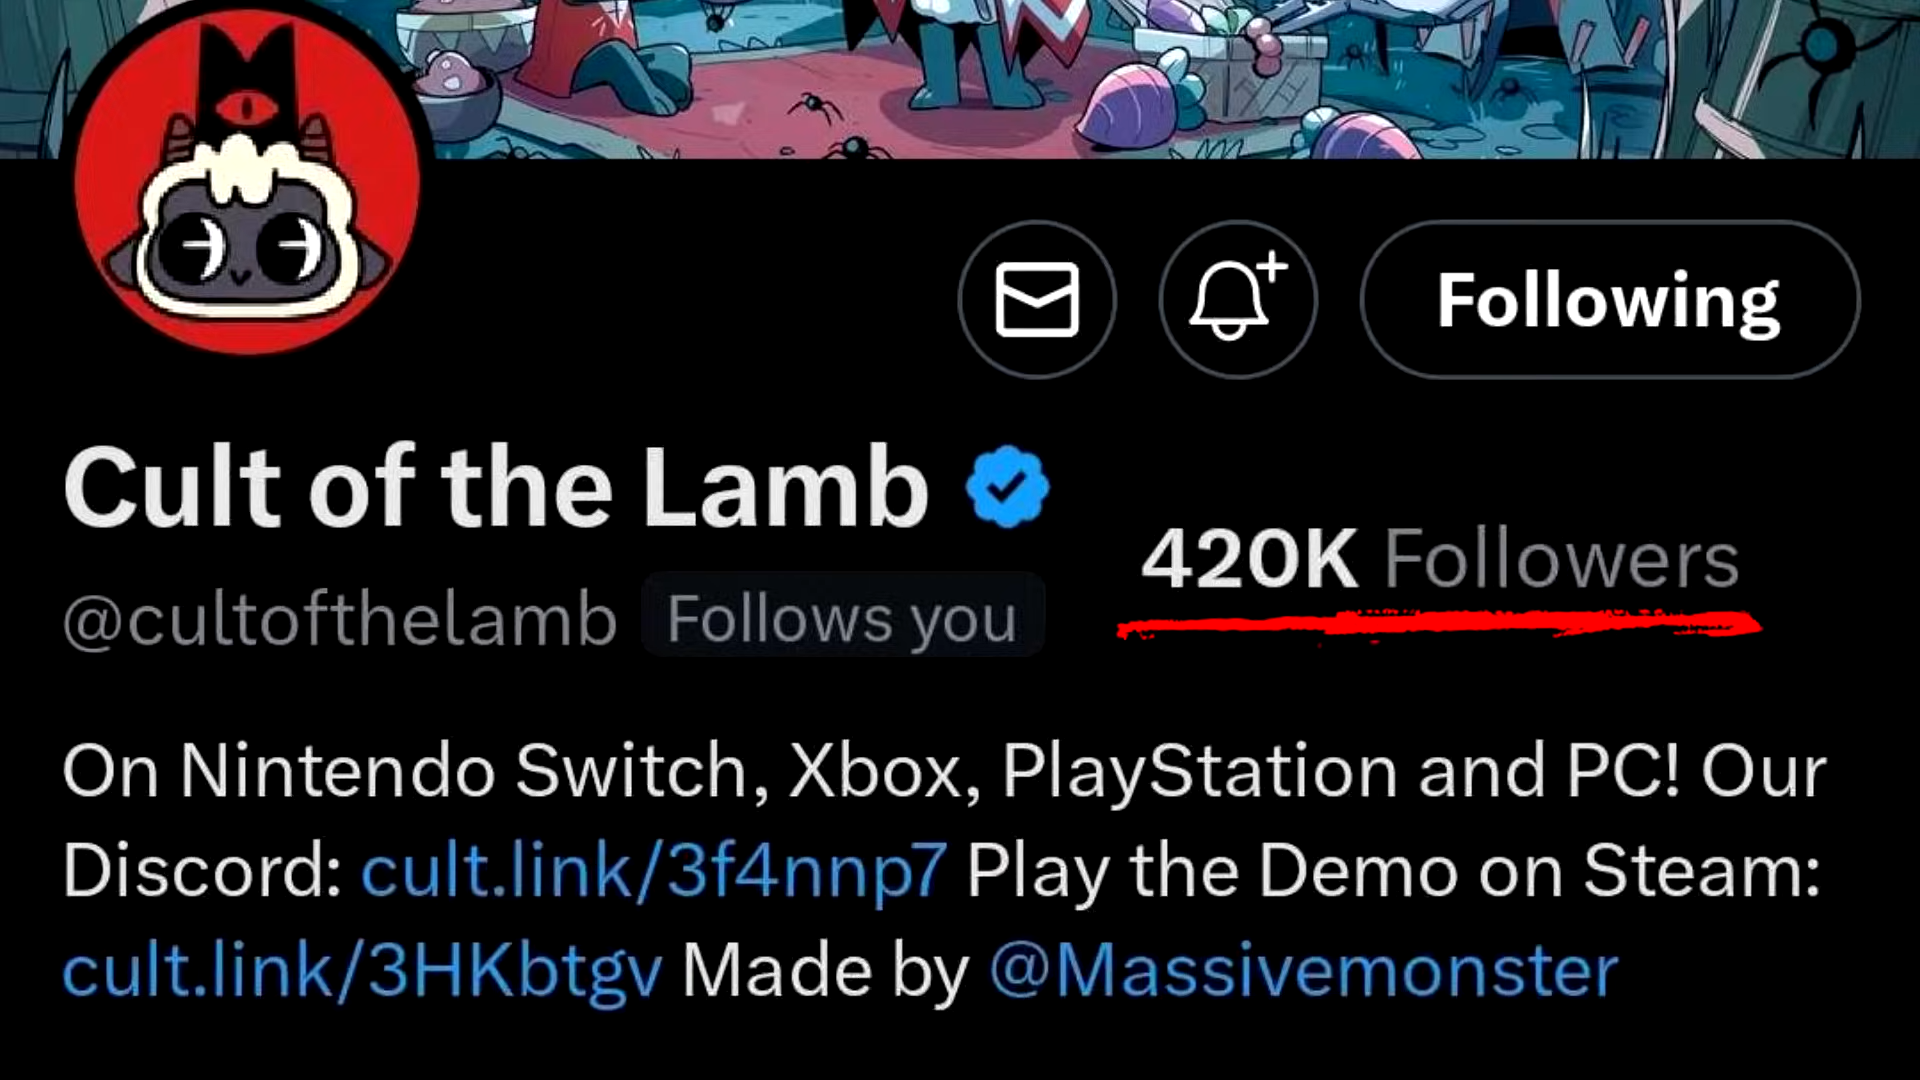 Following
Cult of the Lamb
420K Followers
@cultofthelamb Follows you
On Nintendo Switch, Xbox, PlayStation and PC! Our
Discord: cult.link/3f4nnp7 Play the Demo on Steam:
cult.link/3HKbtgv Made by @Massivemonster